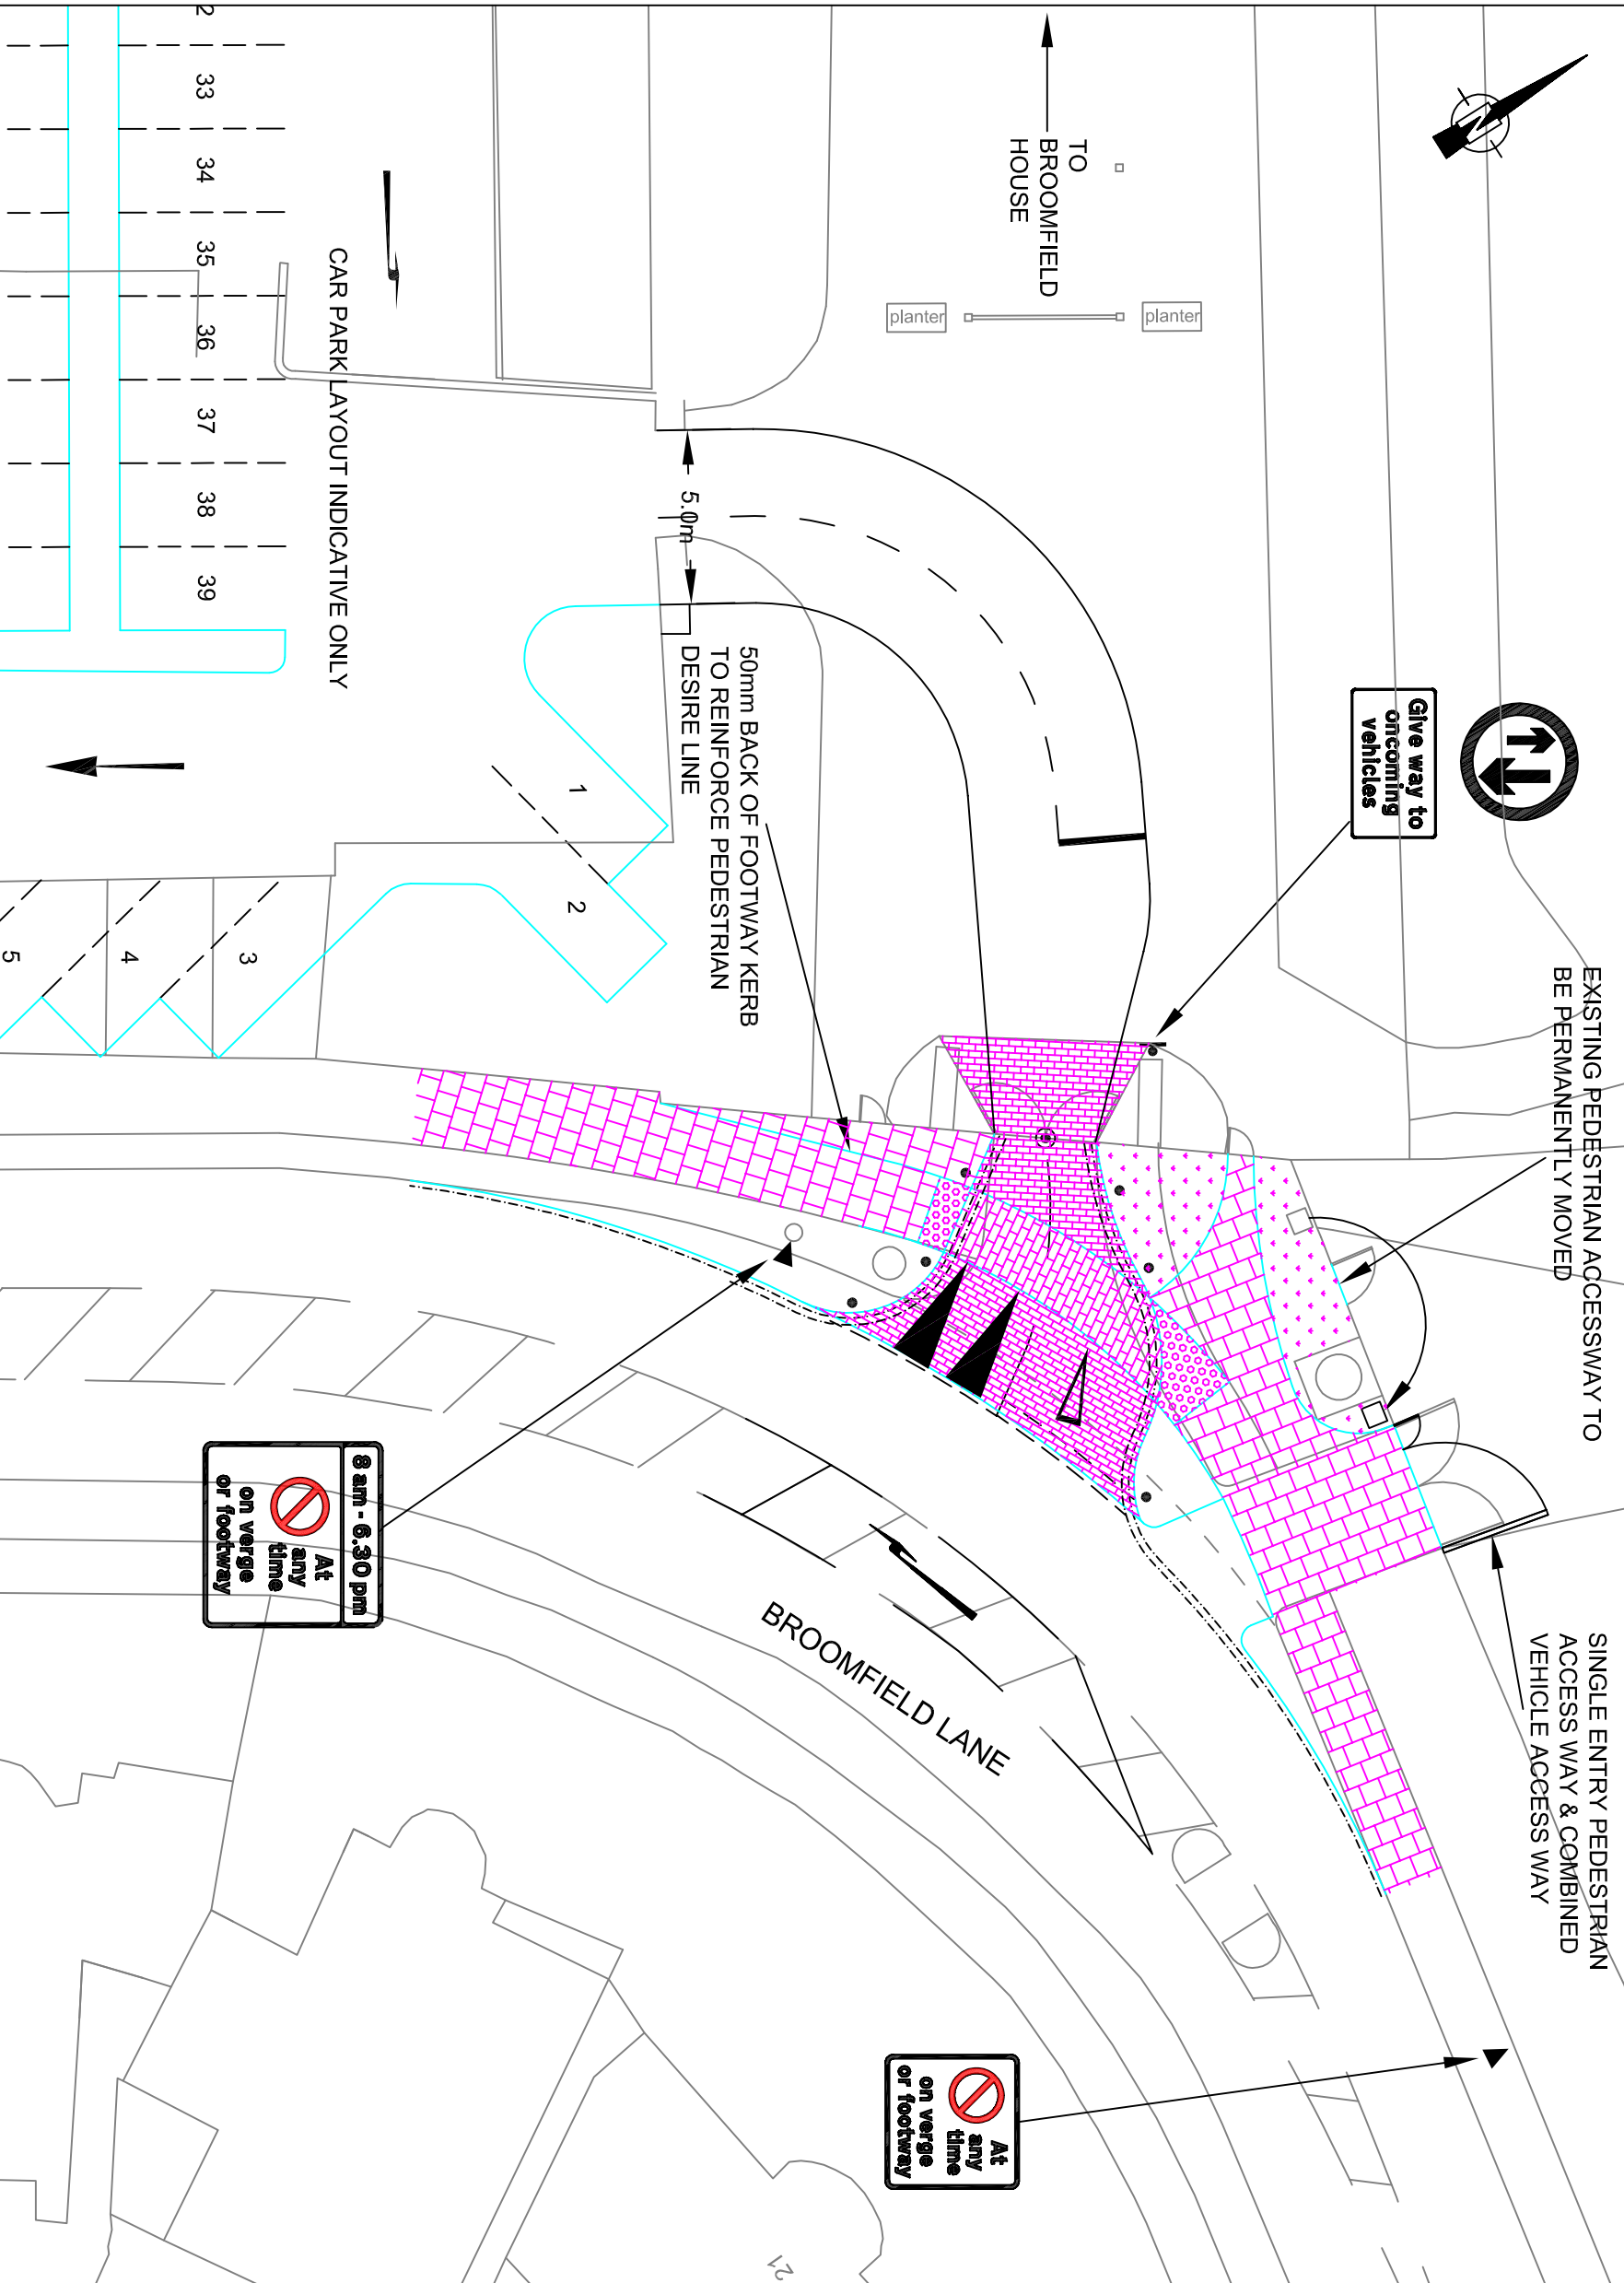 EXISTING PEDESTRIAN ACCESSWAY TO
BE PERMANENTLY MOVED
SINGLE ENTRY PEDESTRIAN
ACCESS WAY & COMBINED
VEHICLE ACCESS WAY
Give way to
oncoming
vehicles
TO
BROOMFIELD
HOUSE
planter
planter
5.0m
50mm BACK OF FOOTWAY KERB
TO REINFORCE PEDESTRIAN
DESIRE LINE
BROOMFIELD LANE
At
any
time
on verge
or footway
8 am - 6.30 pm
At
any
time
on verge
or footway
CAR PARK LAYOUT INDICATIVE ONLY
2
33
34
35
36
37
38
39
1
2
3
4
5
21